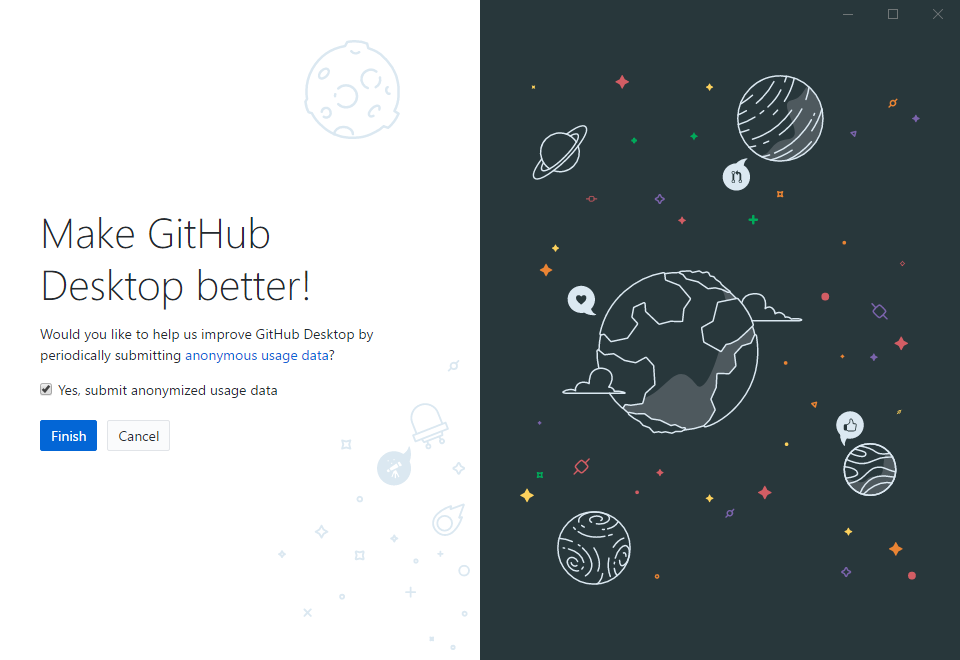 Make GitHub
Desktop better!
Would you like to help us improve GitHub Desktop by
periodically submitting anonymous usage data?
Yes, submit anonymized usage data
Finish Cancel